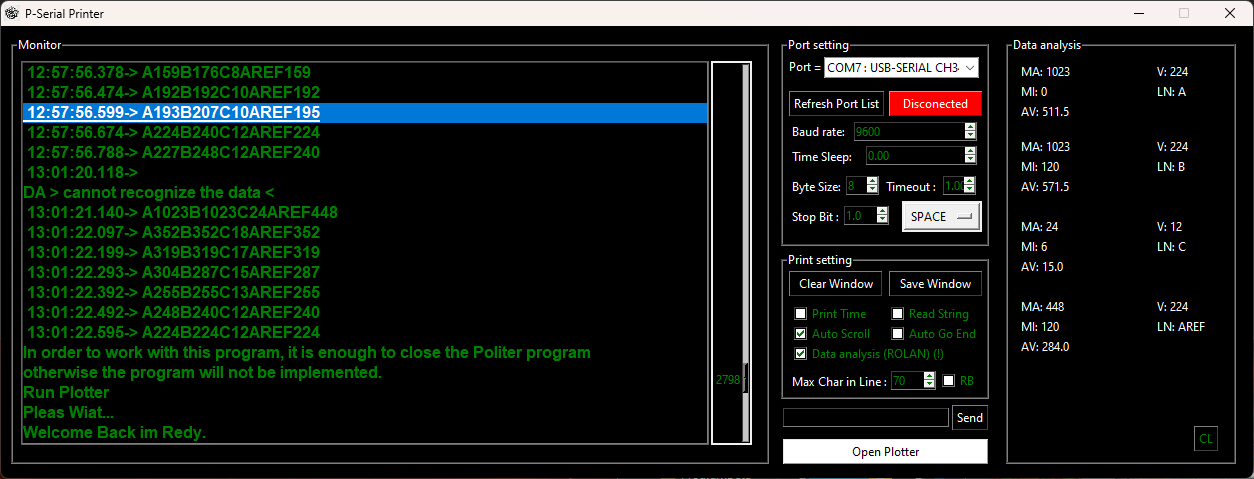 P-Serial Printer
Monitor
12:57:56.378-> A159B176C8AREF159
12:57:56.474-> A192B192C10AREF192
12:57:56.599-> A193B207C10AREF195
12:57:56.674-> A224B240C12AREF224
12:57:56.788-> A227B248C12AREF240
13:01:20.118->
DA > cannot recognize the data <
13:01:21.140-> A1023B1023C24AREF448
13:01:22.097-> A352B352C18AREF352
13:01:22.199-> A319B319C17AREF319
13:01:22.293-> A304B287C15AREF287
13:01:22.392-> A255B255C13AREF255
13:01:22.492-> A248B240C12AREF240
13:01:22.595-> A224B224C12AREF224
In order to work with this program, it is enough to close the Politer program
otherwise the program will not be implemented.
Run Plotter
Pleas Wiat...
Welcome Back im Redy.
2798
Port setting
Port = COM7 : USB-SERIAL CH3
Refresh Port List Disconected
Baud rate: 9600
Time Sleep: 0.00
Byte Size: 8 Timeout : 1.0
Stop Bit : 1.0 SPACE
Print setting
Clear Window Save Window
Print Time Read String
Auto Scroll Auto Go End
Data analysis (ROLAN) (!)
Max Char in Line : 70 RB
Send
Open Plotter
Data analysis
MA: 1023 V: 224
MI: 0 LN: A
AV: 511.5
MA: 1023 V: 224
MI: 120 LN: B
AV: 571.5
MA: 24 V: 12
MI: 6 LN: C
AV: 15.0
MA: 448 V: 224
MI: 120 LN: AREF
AV: 284.0
CL